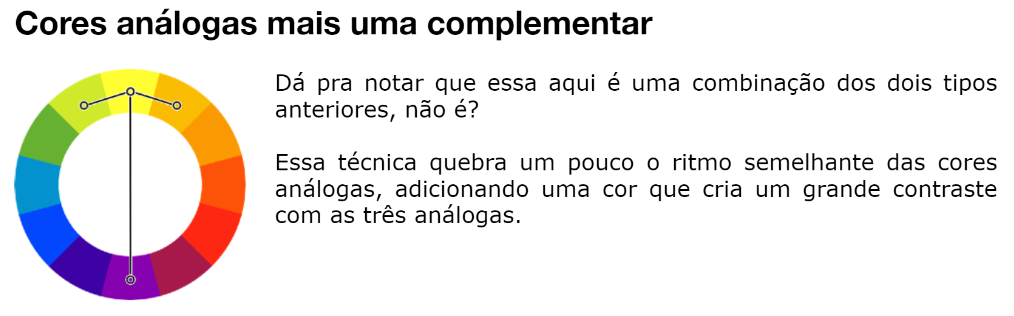 Cores análogas mais uma complementar
Dá pra notar que essa aqui é uma combinação dos dois tipos
anteriores, não é?
Essa técnica quebra um pouco o ritmo semelhante das cores
análogas, adicionando uma cor que cria um grande contraste
com as três análogas.